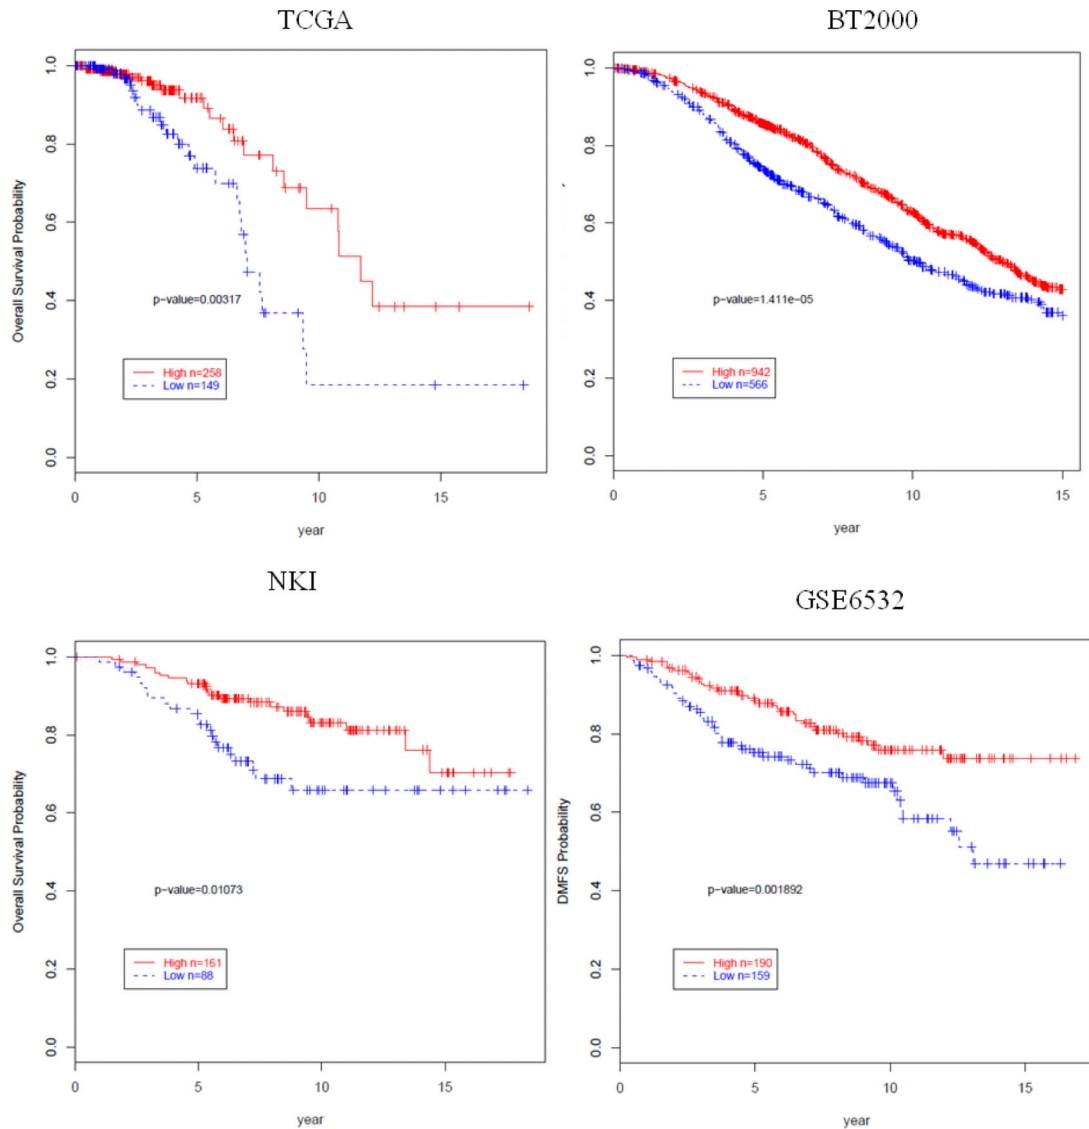 TCGA
Overall Survival Probability
1.0
0.8
0.6
0.4
0.2
0.0
p-value=0.00317
High n=258
Low n=149
0 5 10 15
year
BT2000
1.0
0.8
0.6
0.4
0.2
0.0
p-value=1.411e-05
High n=942
Low n=566
0 5 10 15
year
NKI
Overall Survival Probability
1.0
0.8
0.6
0.4
0.2
0.0
p-value=0.01073
High n=161
Low n=88
0 5 10 15
year
GSE6532
DMFS Probability
1.0
0.8
0.6
0.4
0.2
0.0
p-value=0.001892
High n=190
Low n=159
0 5 10 15
year